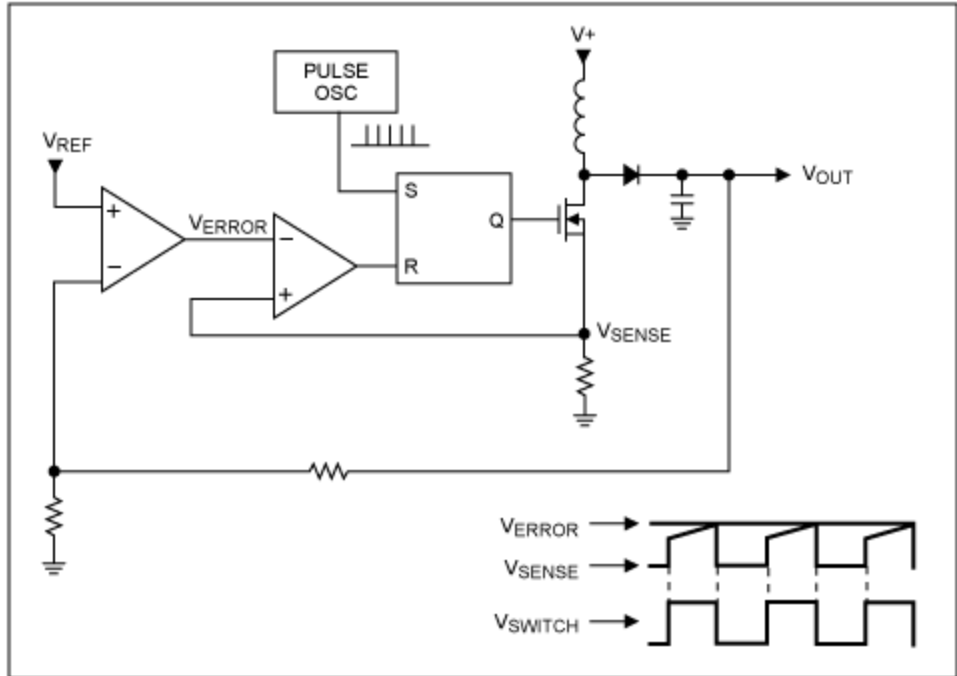 V+
PULSE
OSC
VREF
VOUT
S
+
VERROR
Q
−
−
R
+
VSENSE
VERROR
VSENSE
VSWITCH